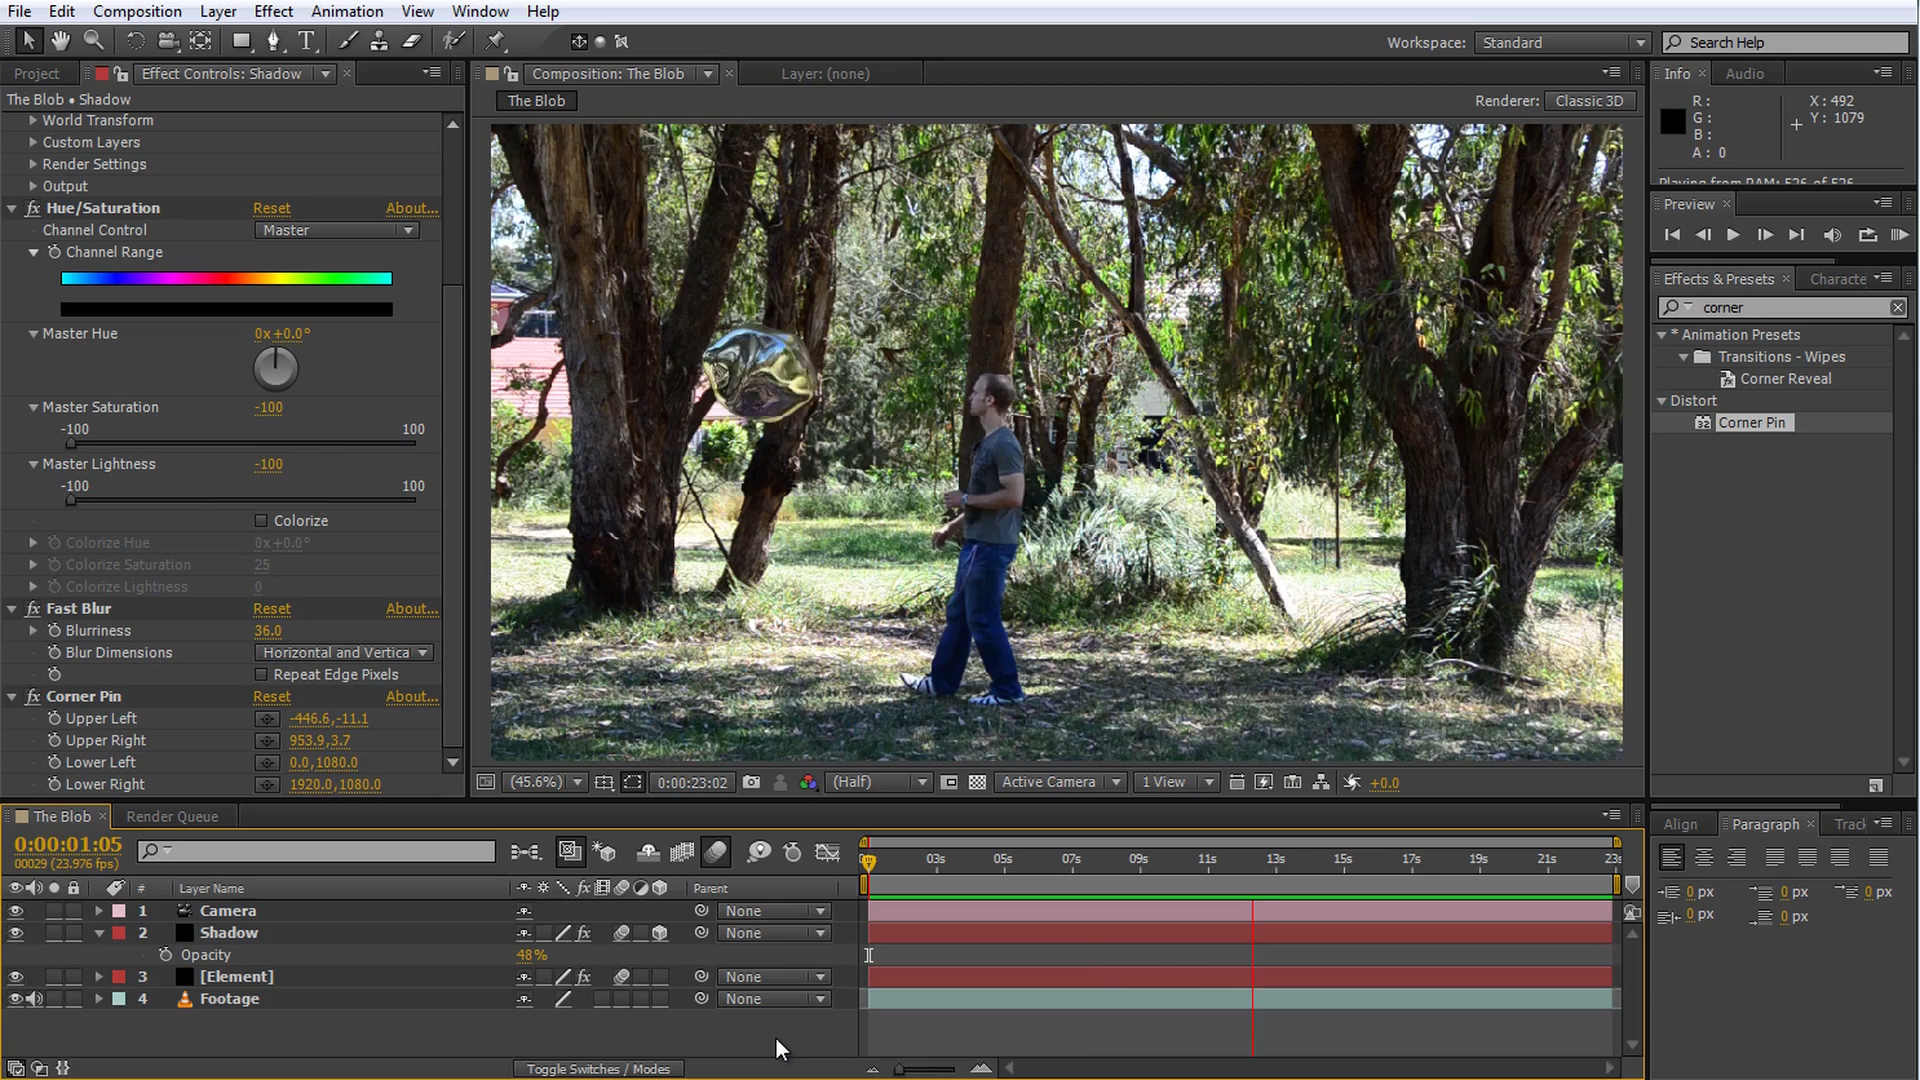 File Edit Composition Layer Effect Animation View Window Help
Workspace: Standard Search Help
Project Effect Controls: Shadow Composition: The Blob Layer: (none) Info Audio
The Blob • Shadow The Blob Renderer: Classic 3D
R: X: 492
G: Y: 1079
B:
A: 0
Playing from RAM: 526 of 526
World Transform
Custom Layers
Render Settings
Output
Hue/Saturation Reset About...
Channel Control Master
Channel Range
Master Hue 0x+0.0°
Master Saturation -100
-100 100
Master Lightness -100
-100 100
Colorize
Colorize Hue 0x+0.0°
Colorize Saturation 25
Colorize Lightness 0
Fast Blur Reset About...
Blurriness 36.0
Blur Dimensions Horizontal and Vertica
Repeat Edge Pixels
Corner Pin Reset About...
Upper Left -446.6,-11.1
Upper Right 953.9,3.7
Lower Left 0.0,1080.0
Lower Right 1920.0,1080.0
Preview
Effects & Presets Characte
corner
* Animation Presets
Transitions - Wipes
Corner Reveal
Distort
32 Corner Pin
(45.6%) 0:00:23:02 (Half) Active Camera 1 View +0.0
The Blob Render Queue
0:00:01:05
00029 (23.976 fps)
03s 05s 07s 09s 11s 13s 15s 17s 19s 21s 23s
# Layer Name fx Parent
1 Camera None
2 Shadow fx None
Opacity 48%
3 [Element] fx None
4 Footage None
Toggle Switches / Modes
Align Paragraph Track
0 px 0 px 0 px
0 px 0 px